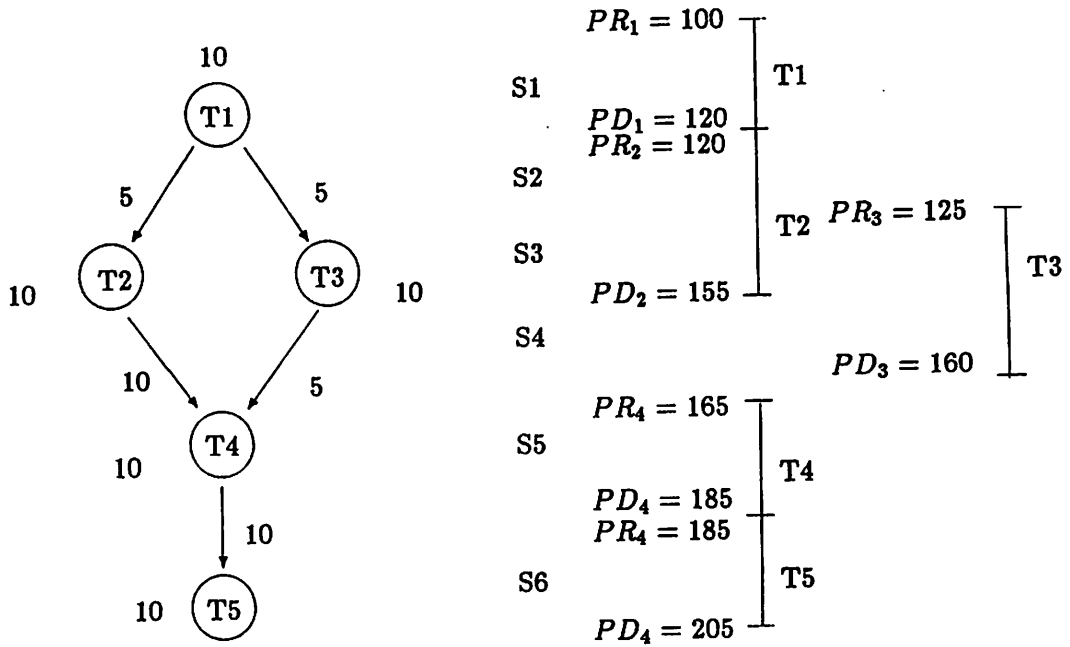 10
T1
5
5
T2
T3
10
10
10
5
T4
10
10
T5
10
S1
S2
S3
S4
S5
S6
PR₁ = 100
T1
PD₁ = 120
PR₂ = 120
T2
PR₃ = 125
T3
PD₂ = 155
PD₃ = 160
PR₄ = 165
T4
PD₄ = 185
PR₄ = 185
T5
PD₄ = 205